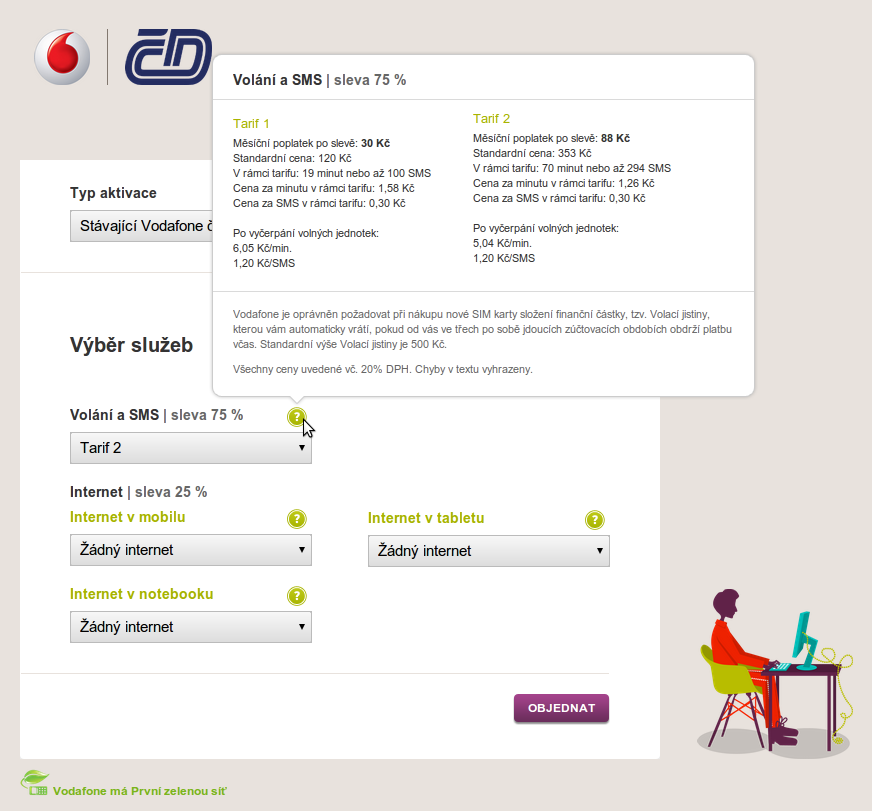 ČD
Volání a SMS | sleva 75 %
Tarif 1
Měsíční poplatek po slevě: 30 Kč
Standardní cena: 120 Kč
V rámci tarifu: 19 minut nebo až 100 SMS
Cena za minutu v rámci tarifu: 1,58 Kč
Cena za SMS v rámci tarifu: 0,30 Kč
Po vyčerpání volných jednotek:
6,05 Kč/min.
1,20 Kč/SMS
Tarif 2
Měsíční poplatek po slevě: 88 Kč
Standardní cena: 353 Kč
V rámci tarifu: 70 minut nebo až 294 SMS
Cena za minutu v rámci tarifu: 1,26 Kč
Cena za SMS v rámci tarifu: 0,30 Kč
Po vyčerpání volných jednotek:
5,04 Kč/min.
1,20 Kč/SMS
Vodafone je oprávněn požadovat při nákupu nové SIM karty složení finanční částky, tzv. Volací jistiny,
kterou vám automaticky vrátí, pokud od vás ve třech po sobě jdoucích zúčtovacích obdobích obdrží platbu
včas. Standardní výše Volací jistiny je 500 Kč.
Všechny ceny uvedené vč. 20% DPH. Chyby v textu vyhrazeny.
Typ aktivace
Stávající Vodafone č
Výběr služeb
Volání a SMS | sleva 75 % ?
Tarif 2
Internet | sleva 25 %
Internet v mobilu ?
Žádný internet
Internet v tabletu ?
Žádný internet
Internet v notebooku ?
Žádný internet
OBJEDNAT
Vodafone má První zelenou síť